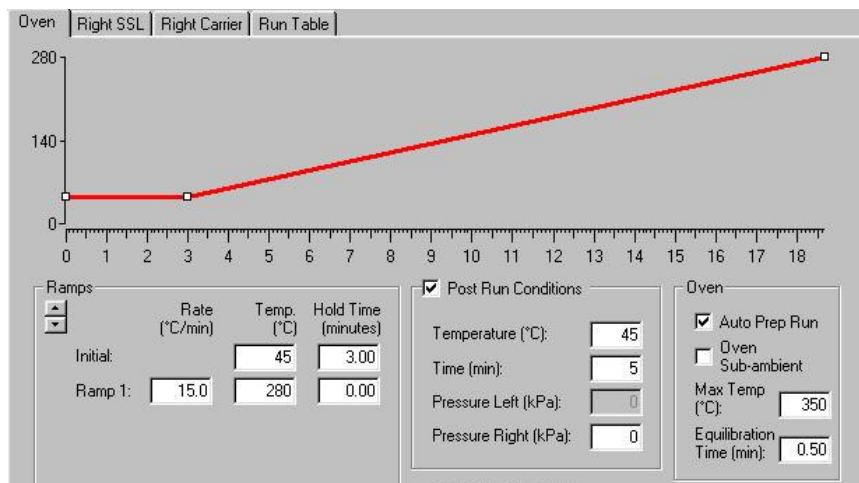 Oven Right SSL Right Carrier Run Table
280
140
0
0 1 2 3 4 5 6 7 8 9 10 11 12 13 14 15 16 17 18
Ramps
Rate Temp. Hold Time
(°C/min) (°C) (minutes)
Initial: 45 3.00
Ramp 1: 15.0 280 0.00
Post Run Conditions
Temperature (°C): 45
Time (min): 5
Pressure Left (kPa): 0
Pressure Right (kPa): 0
Oven
Auto Prep Run
Oven
Sub-ambient
Max Temp
(°C): 350
Equilibration
Time (min): 0.50